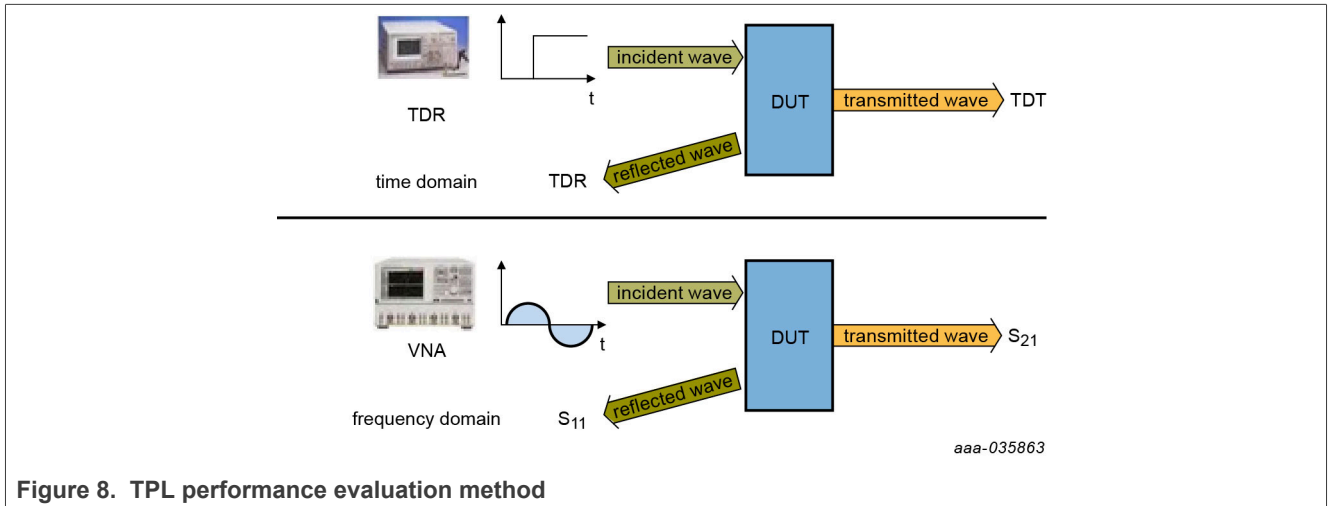 incident wave
t
TDR
DUT
transmitted wave
TDT
reflected wave
time domain
TDR
incident wave
t
VNA
DUT
transmitted wave
S21
reflected wave
frequency domain
S11
aaa-035863
Figure 8. TPL performance evaluation method